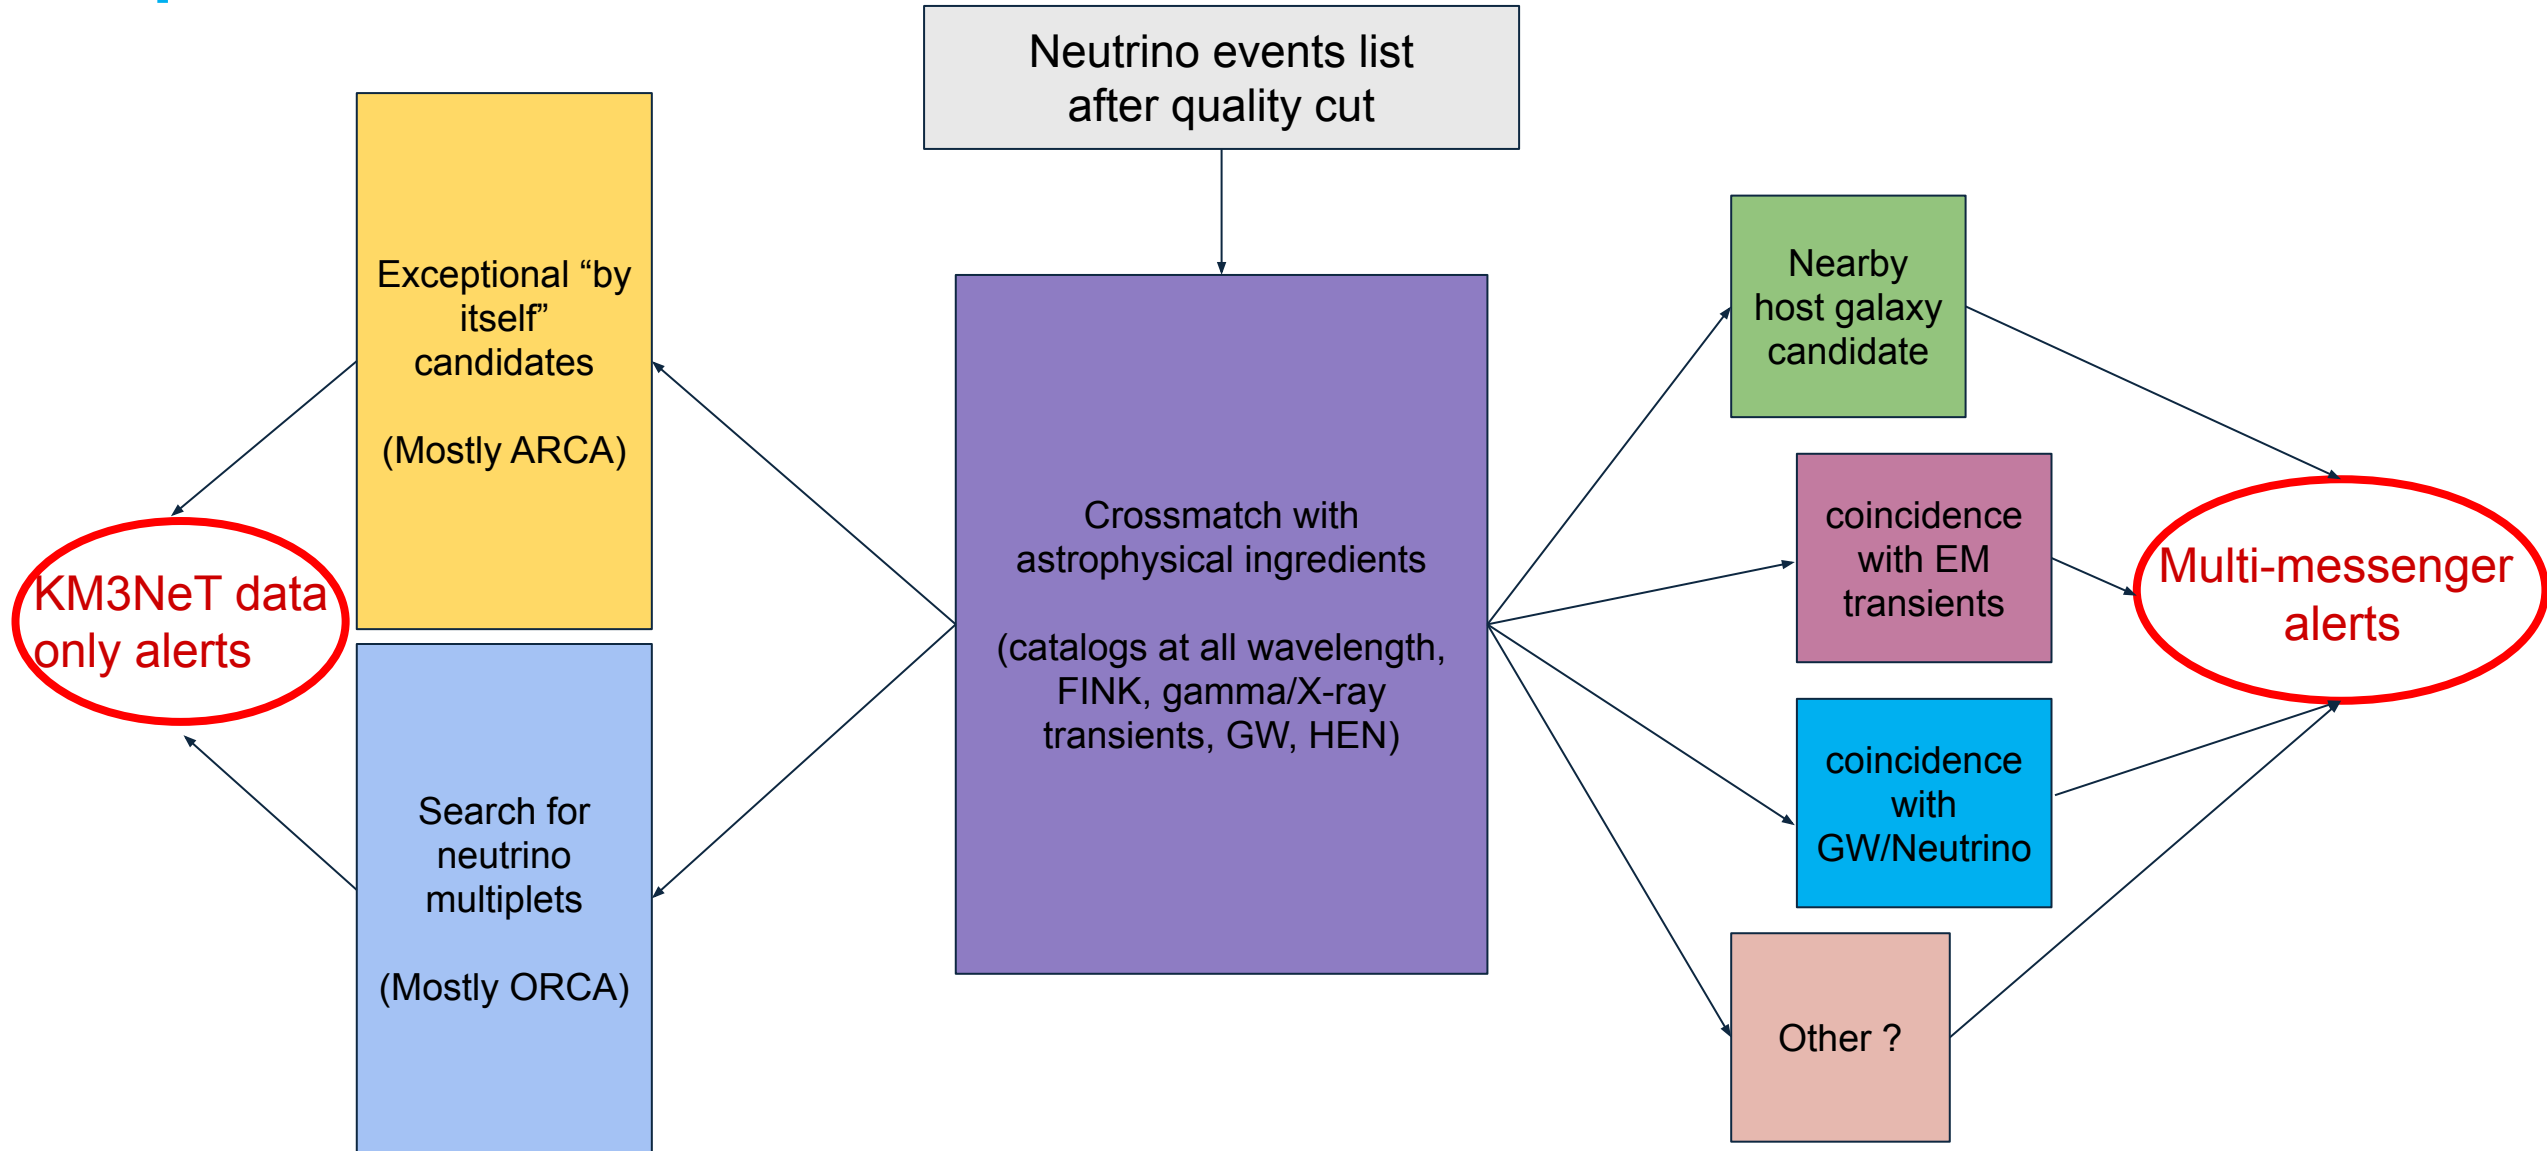 Neutrino events list
after quality cut
Exceptional “by
itself”
candidates
(Mostly ARCA)
KM3NeT data
only alerts
Search for
neutrino
multiplets
(Mostly ORCA)
Crossmatch with
astrophysical ingredients
(catalogs at all wavelength,
FINK, gamma/X-ray
transients, GW, HEN)
Nearby
host galaxy
candidate
coincidence
with EM
transients
coincidence
with
GW/Neutrino
Other ?
Multi-messenger
alerts